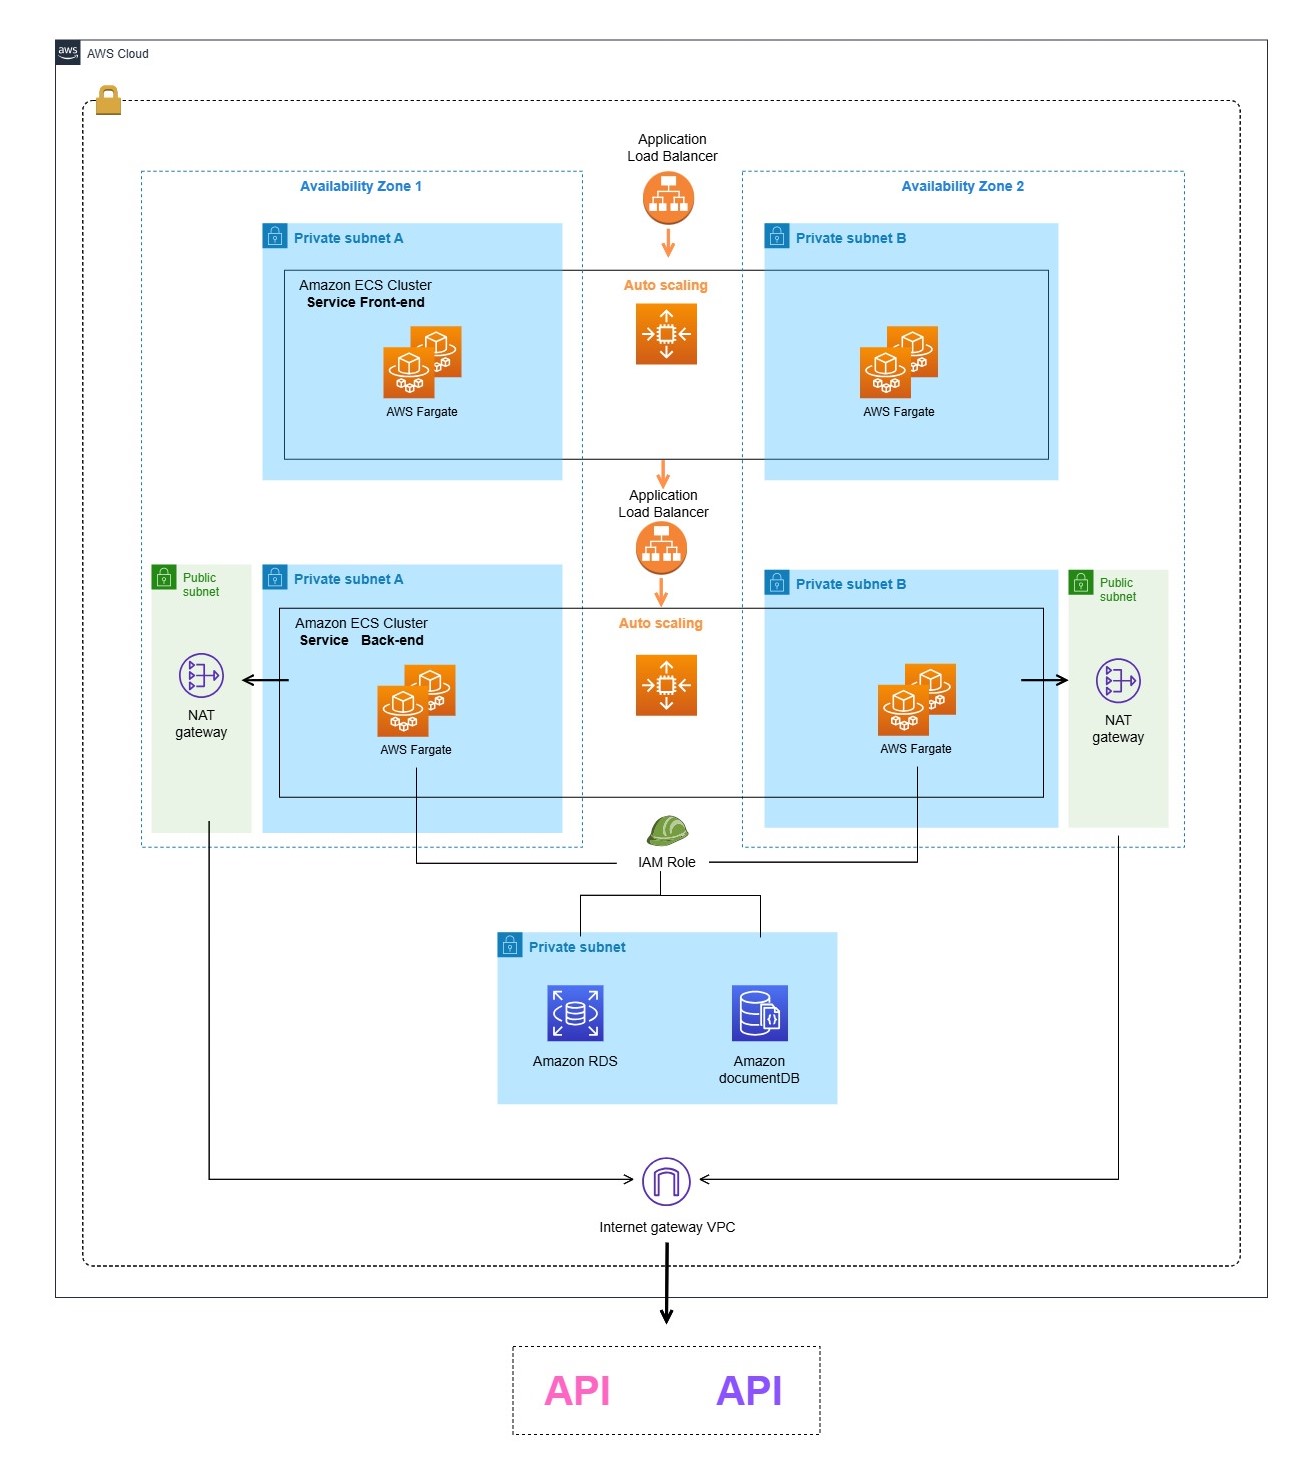 aws
AWS Cloud
Application
Load Balancer
Availability Zone 1
Availability Zone 2
Private subnet A
Private subnet B
Amazon ECS Cluster
Service Front-end
Auto scaling
AWS Fargate
AWS Fargate
Application
Load Balancer
Public
subnet
Private subnet A
Private subnet B
Public
subnet
Amazon ECS Cluster
Service Back-end
Auto scaling
NAT
gateway
NAT
gateway
AWS Fargate
AWS Fargate
IAM Role
Private subnet
Amazon RDS
Amazon
documentDB
Internet gateway VPC
API
API